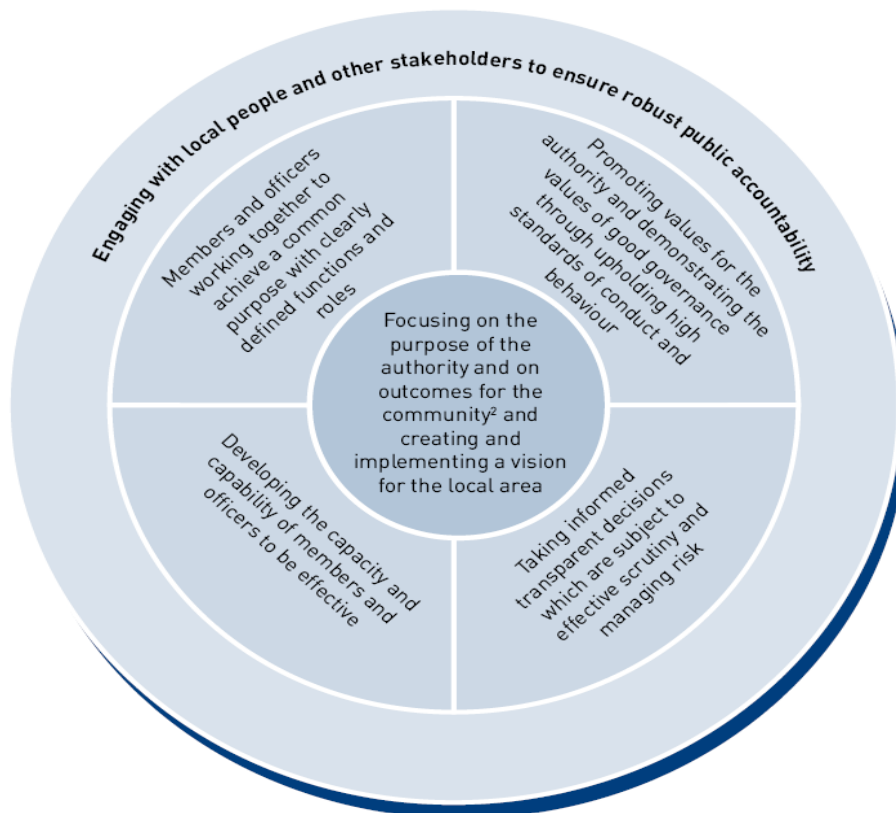 Engaging with local people and other stakeholders to ensure robust public accountability
Members and officers
working together to
achieve a common
purpose with clearly
defined functions and
roles
Promoting values for the
authority and demonstrating the
values of good governance
through upholding high
standards of conduct and
behaviour
Focusing on the
purpose of the
authority and on
outcomes for the
community² and
creating and
implementing a vision
for the local area
Developing the capacity and
capability of members and
officers to be effective
Taking informed
transparent decisions
which are subject to
effective scrutiny and
managing risk